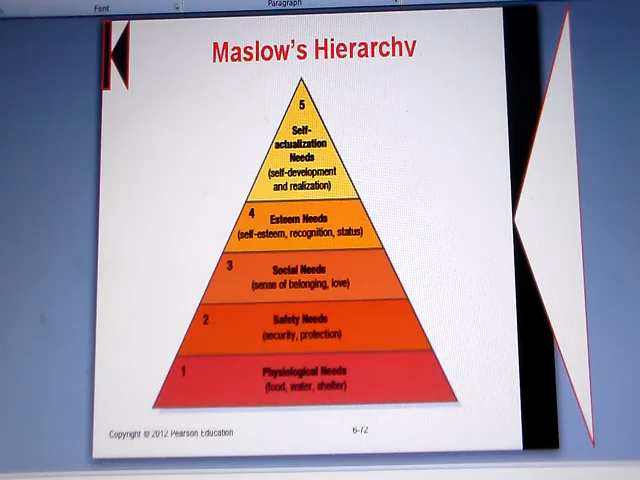 Font
Paragraph
Maslow's Hierarchy
5
Self-
actualization
Needs
(self-development
and realization)
4
Esteem Needs
(self-esteem, recognition, status)
3
Social Needs
(sense of belonging, love)
2
Safety Needs
(security, protection)
1
Physiological Needs
(food, water, shelter)
Copyright © 2012 Pearson Education
6-72